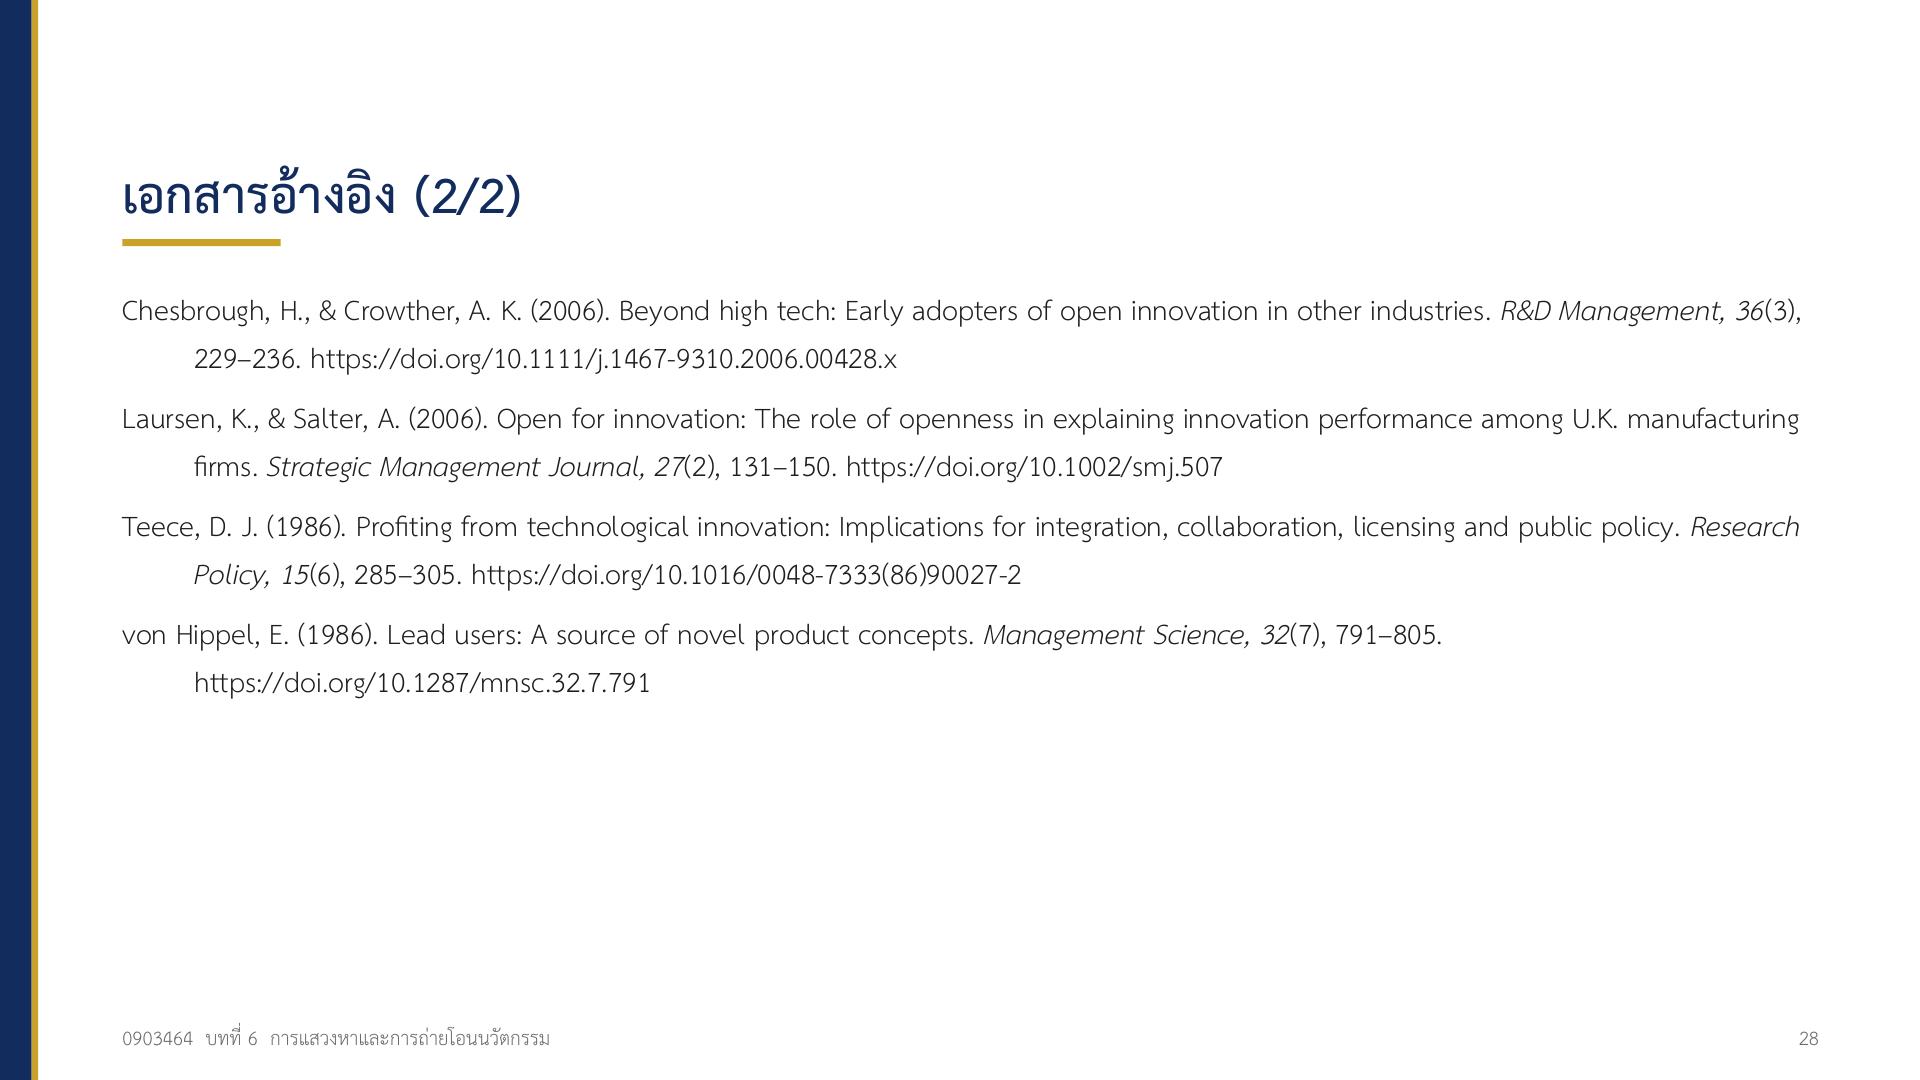 เอกสารอ้างอิง (2/2)
Chesbrough, H., & Crowther, A. K. (2006). Beyond high tech: Early adopters of open innovation in other industries. R&D Management, 36(3),
229–236. https://doi.org/10.1111/j.1467-9310.2006.00428.x
Laursen, K., & Salter, A. (2006). Open for innovation: The role of openness in explaining innovation performance among U.K. manufacturing
firms. Strategic Management Journal, 27(2), 131–150. https://doi.org/10.1002/smj.507
Teece, D. J. (1986). Profiting from technological innovation: Implications for integration, collaboration, licensing and public policy. Research
Policy, 15(6), 285–305. https://doi.org/10.1016/0048-7333(86)90027-2
von Hippel, E. (1986). Lead users: A source of novel product concepts. Management Science, 32(7), 791–805.
https://doi.org/10.1287/mnsc.32.7.791
0903464 บทที่ 6 การแสวงหาและการถ่ายโอนนวัตกรรม
28